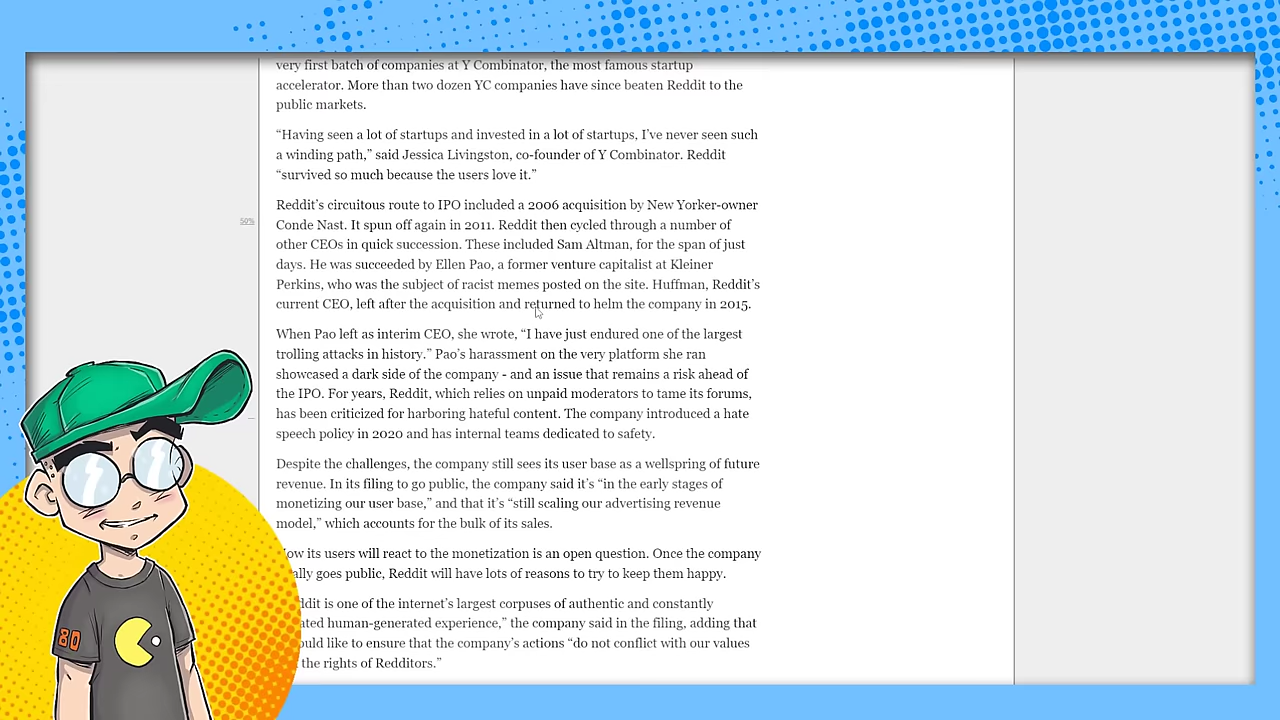 very first batch of companies at Y Combinator, the most famous startup
accelerator. More than two dozen YC companies have since beaten Reddit to the
public markets.
“Having seen a lot of startups and invested in a lot of startups, I’ve never seen such
a winding path,” said Jessica Livingston, co-founder of Y Combinator. Reddit
“survived so much because the users love it.”
Reddit’s circuitous route to IPO included a 2006 acquisition by New Yorker-owner
50%
Conde Nast. It spun off again in 2011. Reddit then cycled through a number of
other CEOs in quick succession. These included Sam Altman, for the span of just
days. He was succeeded by Ellen Pao, a former venture capitalist at Kleiner
Perkins, who was the subject of racist memes posted on the site. Huffman, Reddit’s
current CEO, left after the acquisition and returned to helm the company in 2015.
When Pao left as interim CEO, she wrote, “I have just endured one of the largest
trolling attacks in history.” Pao’s harassment on the very platform she ran
showcased a dark side of the company - and an issue that remains a risk ahead of
the IPO. For years, Reddit, which relies on unpaid moderators to tame its forums,
has been criticized for harboring hateful content. The company introduced a hate
speech policy in 2020 and has internal teams dedicated to safety.
Despite the challenges, the company still sees its user base as a wellspring of future
revenue. In its filing to go public, the company said it’s “in the early stages of
monetizing our user base,” and that it’s “still scaling our advertising revenue
model,” which accounts for the bulk of its sales.
its users will react to the monetization is an open question. Once the company
goes public, Reddit will have lots of reasons to try to keep them happy.
is one of the internet’s largest corpuses of authentic and constantly
human-generated experience,” the company said in the filing, adding that
like to ensure that the company’s actions “do not conflict with our values
the rights of Redditors.”
80